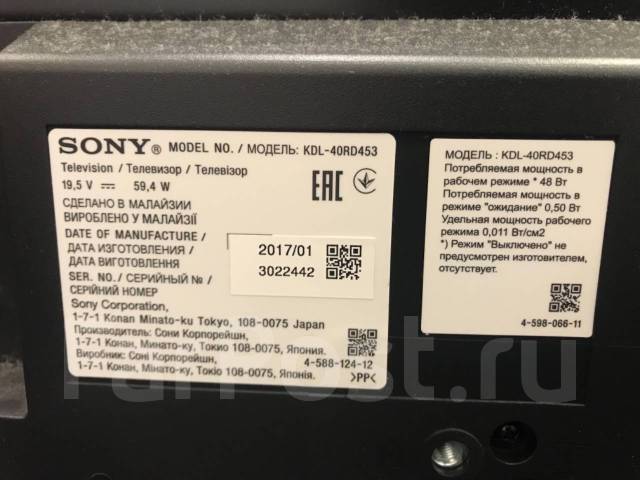 SONY® MODEL NO. / МОДЕЛЬ: KDL-40RD453
Television / Телевизор / Телевізор
19,5 V 59,4 W
EAC
СДЕЛАНО В МАЛАЙЗИИ
ВИРОБЛЕНО У МАЛАЙЗІЇ
DATE OF MANUFACTURE /
ДАТА ИЗГОТОВЛЕНИЯ /
ДАТА ВИГОТОВЛЕННЯ
2017/01
SER. NO. / СЕРИЙНЫЙ № /
СЕРІЙНИЙ НОМЕР
3022442
Sony Corporation,
1-7-1 Konan Minato-ku Tokyo, 108-0075 Japan
Производитель: Сони Корпорейшн,
1-7-1 Конан, Минато-ку, Токио 108-0075, Япония.
Виробник: Соні Корпорейшн, 4-588-124-12
1-7-1 Конан, Мінато-ку, Токіо 108-0075, Японія. >PP<
МОДЕЛЬ : KDL-40RD453
Потребляемая мощность в
рабочем режиме * 48 Вт
Потребляемая мощность в
режиме "ожидание" 0,50 Вт
Удельная мощность рабочего
режима 0,011 Вт/см2
*) Режим "Выключено" не
предусмотрен изготовителем,
отсутствует.
4-598-066-11